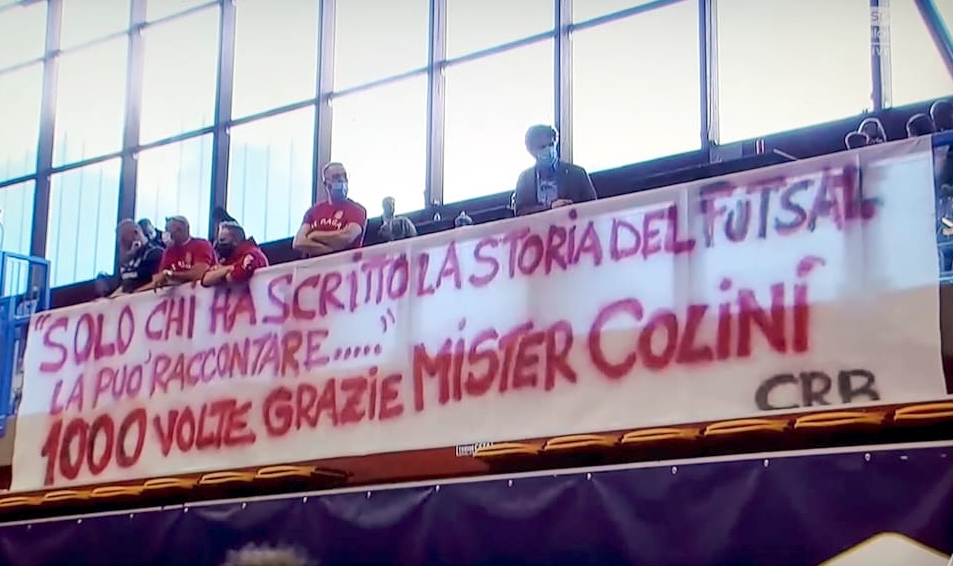 "SOLO CHI HA SCRITTO LA STORIA DEL FUTSAL
LA PUO' RACCONTARE....."
1000 VOLTE GRAZIE MISTER COLINI
CRB